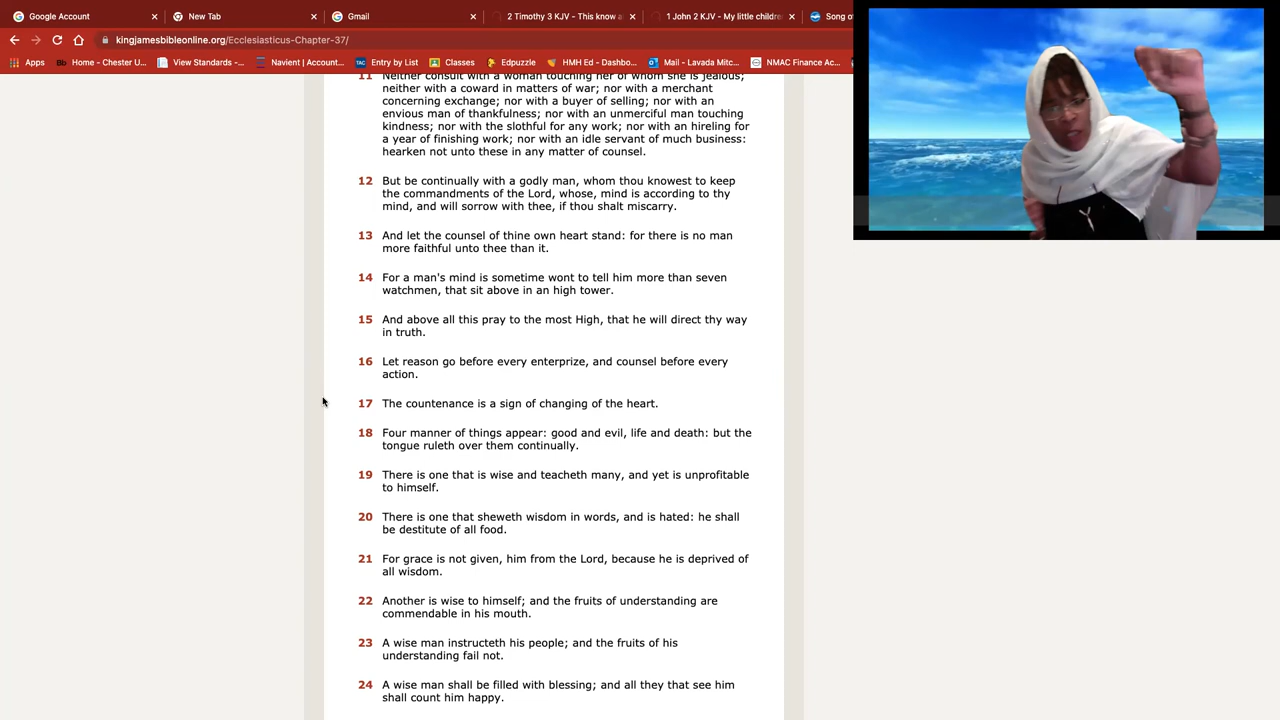 Google Account
New Tab
Gmail
2 Timothy 3 KJV - This know a
1 John 2 KJV - My little childre
Song of
kingjamesbibleonline.org/Ecclesiasticus-Chapter-37/
Apps
Bb Home - Chester U...
View Standards -...
Navient | Account...
TAC Entry by List
Classes
Edpuzzle
HMH Ed - Dashbo...
Mail - Lavada Mitc...
NMAC Finance Ac...
11 Neither consult with a woman touching her of whom she is jealous;
neither with a coward in matters of war; nor with a merchant
concerning exchange; nor with a buyer of selling; nor with an
envious man of thankfulness; nor with an unmerciful man touching
kindness; nor with the slothful for any work; nor with an hireling for
a year of finishing work; nor with an idle servant of much business:
hearken not unto these in any matter of counsel.
12 But be continually with a godly man, whom thou knowest to keep
the commandments of the Lord, whose, mind is according to thy
mind, and will sorrow with thee, if thou shalt miscarry.
13 And let the counsel of thine own heart stand: for there is no man
more faithful unto thee than it.
14 For a man's mind is sometime wont to tell him more than seven
watchmen, that sit above in an high tower.
15 And above all this pray to the most High, that he will direct thy way
in truth.
16 Let reason go before every enterprize, and counsel before every
action.
17 The countenance is a sign of changing of the heart.
18 Four manner of things appear: good and evil, life and death: but the
tongue ruleth over them continually.
19 There is one that is wise and teacheth many, and yet is unprofitable
to himself.
20 There is one that sheweth wisdom in words, and is hated: he shall
be destitute of all food.
21 For grace is not given, him from the Lord, because he is deprived of
all wisdom.
22 Another is wise to himself; and the fruits of understanding are
commendable in his mouth.
23 A wise man instructeth his people; and the fruits of his
understanding fail not.
24 A wise man shall be filled with blessing; and all they that see him
shall count him happy.